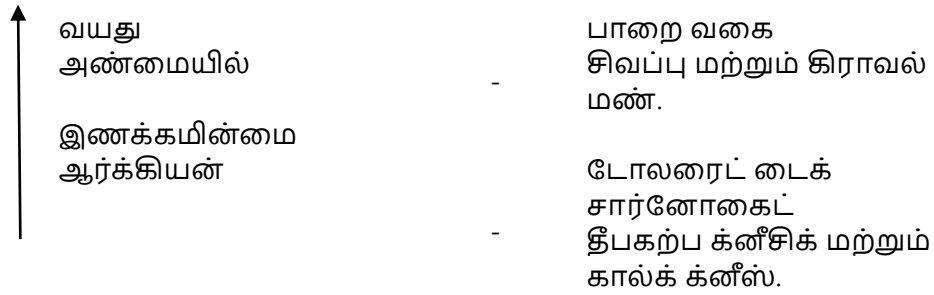 வயது பாறை வகை
அண்மையில் - சிவப்பு மற்றும் கிராவல்
மண்.
இணக்கமின்மை
ஆர்க்கியன் டோலரைட் டைக்
சார்னோகைட்
- தீபகற்ப க்னீசிக் மற்றும்
கால்க் க்னீஸ்.